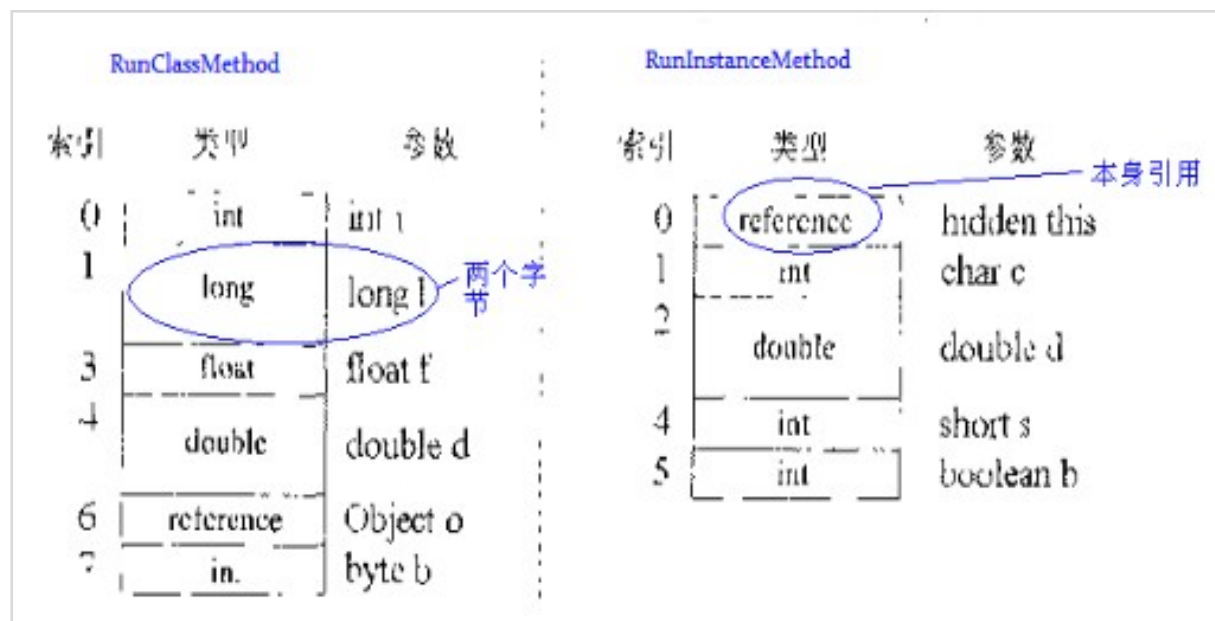 RunClassMethod
索引 类型 参数
0 int int i
1 long long l
两个字
节
3 float float f
4 double double d
6 reference Object o
7 in. byte b
RunInstanceMethod
索引 类型 参数
本身引用
0 reference hidden this
1 int char c
2 double double d
4 int short s
5 int boolean b